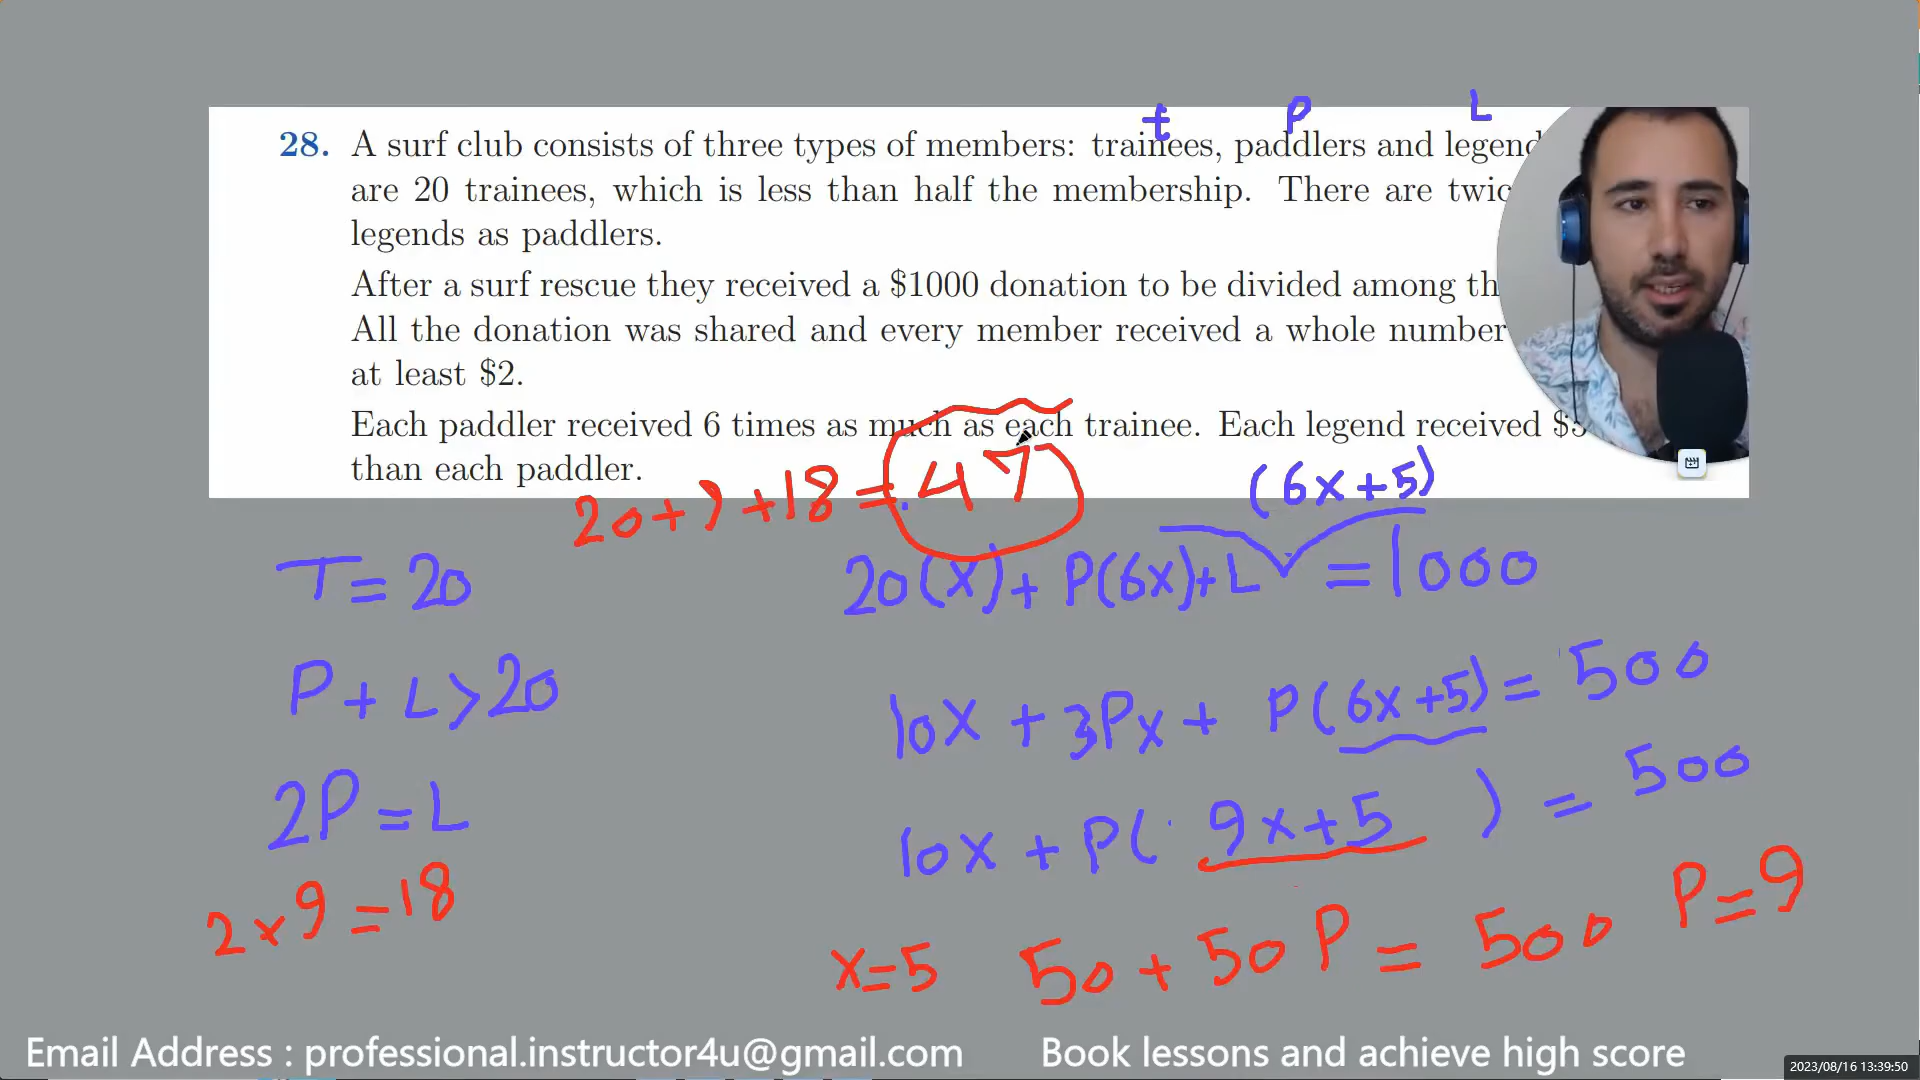 t P L
28. A surf club consists of three types of members: trainees, paddlers and legend
are 20 trainees, which is less than half the membership. There are twic
legends as paddlers.
After a surf rescue they received a $1000 donation to be divided among th
All the donation was shared and every member received a whole number
at least $2.
Each paddler received 6 times as much as each trainee. Each legend received $5
than each paddler.
20+9+18=47
(6x+5)
T=20
20(x)+P(6x)+L =1000
P+L>20
10x+3Px+P(6x+5)=500
2P=L
10x+P(9x+5)=500
2×9=18
x=5 50+50P=500 P=9
Email Address : professional.instructor4u@gmail.com Book lessons and achieve high score
2023/08/16 13:39:50